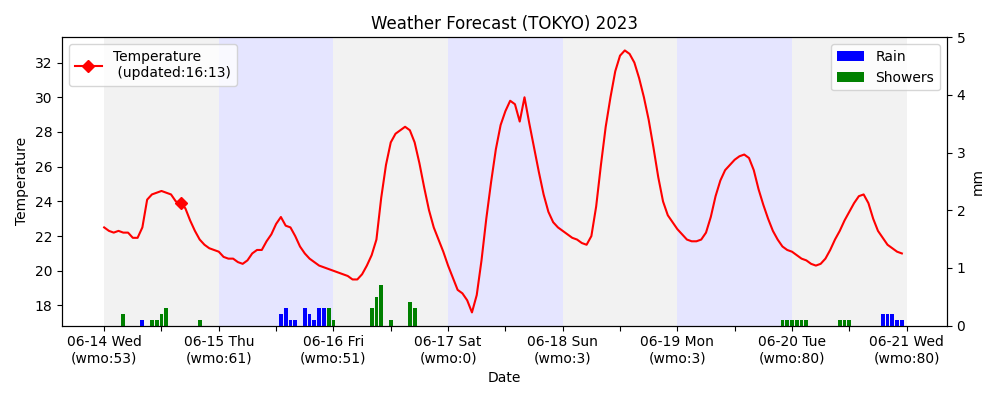 Weather Forecast (TOKYO) 2023
Temperature
(updated:16:13)
Rain
Showers
Temperature
32
30
28
26
24
22
20
18
5
4
3
2
1
0
mm
06-14 Wed
(wmo:53)
06-15 Thu
(wmo:61)
06-16 Fri
(wmo:51)
06-17 Sat
(wmo:0)
06-18 Sun
(wmo:3)
06-19 Mon
(wmo:3)
06-20 Tue
(wmo:80)
06-21 Wed
(wmo:80)
Date